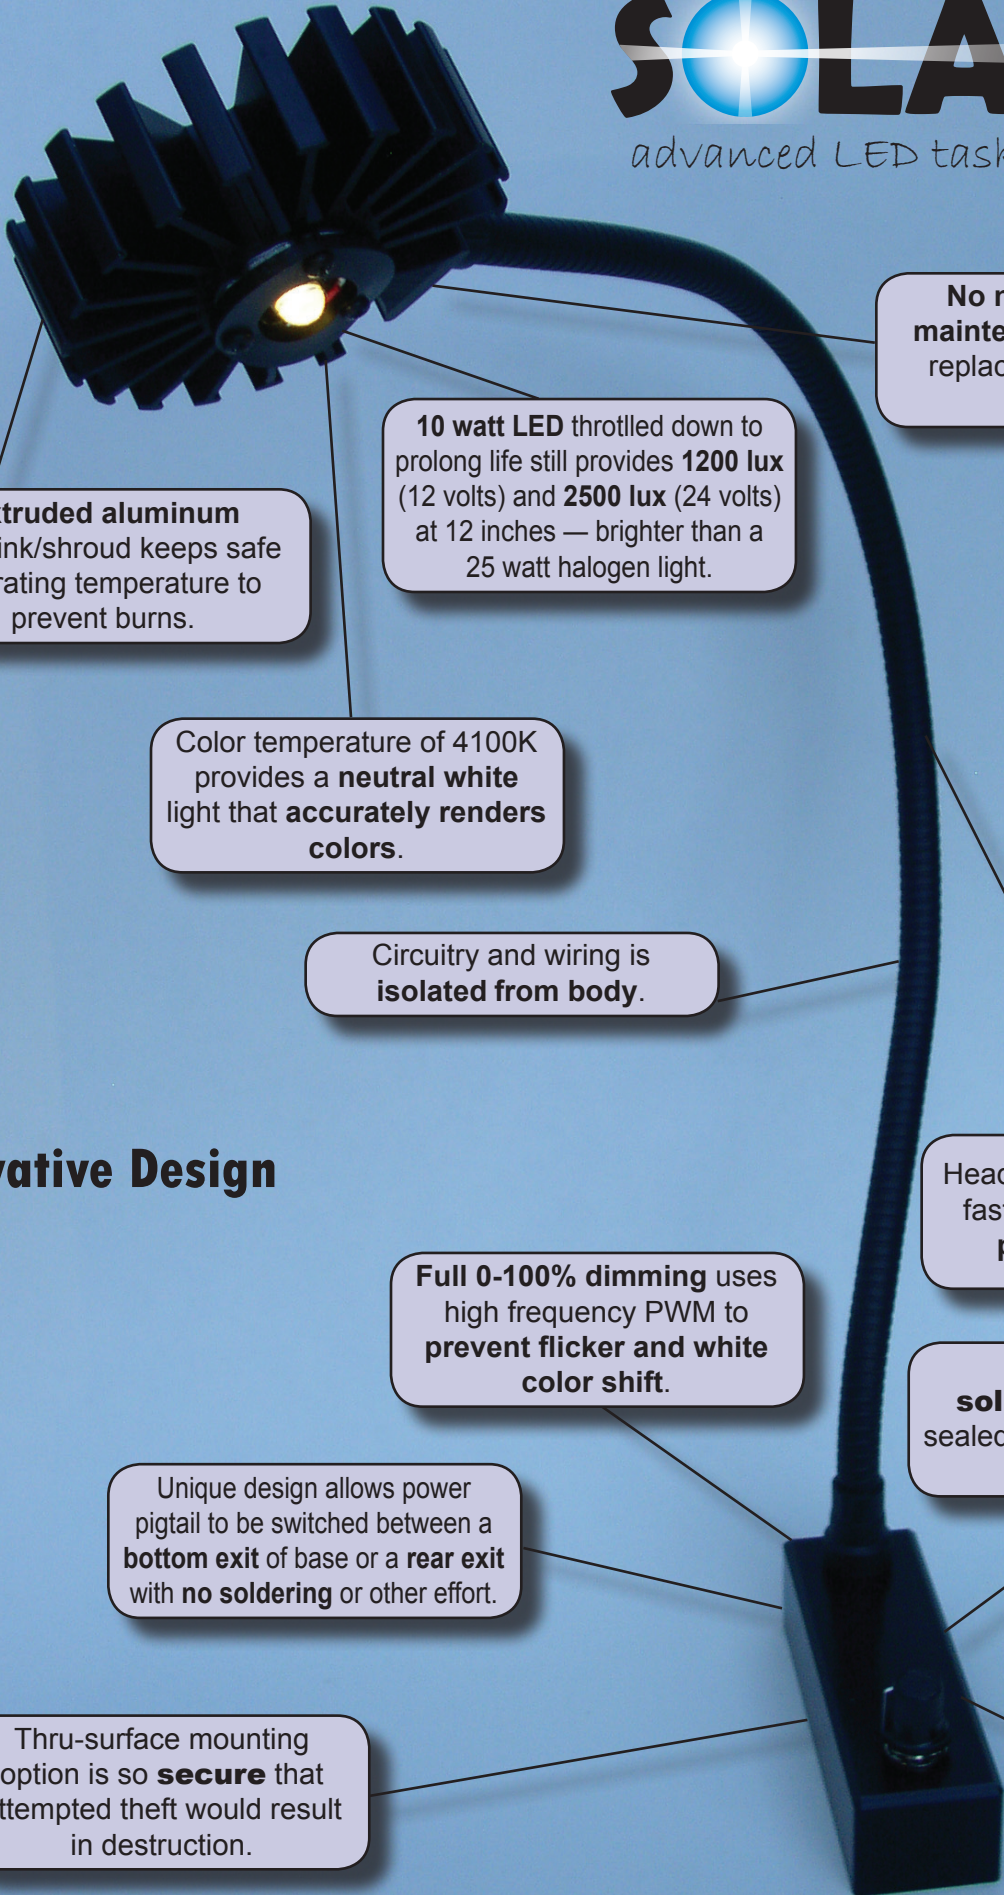 SOLA
advanced LED task
No
mainte
replac
10 watt LED throtlled down to
prolong life still provides 1200 lux
(12 volts) and 2500 lux (24 volts)
at 12 inches — brighter than a
25 watt halogen light.
truded aluminum
ink/shroud keeps safe
rating temperature to
prevent burns.
Color temperature of 4100K
provides a neutral white
light that accurately renders
colors.
Circuitry and wiring is
isolated from body.
vative Design
Head
fast
p
Full 0-100% dimming uses
high frequency PWM to
prevent flicker and white
color shift.
sol
sealed
Unique design allows power
pigtail to be switched between a
bottom exit of base or a rear exit
with no soldering or other effort.
Thru-surface mounting
option is so secure that
ttempted theft would result
in destruction.